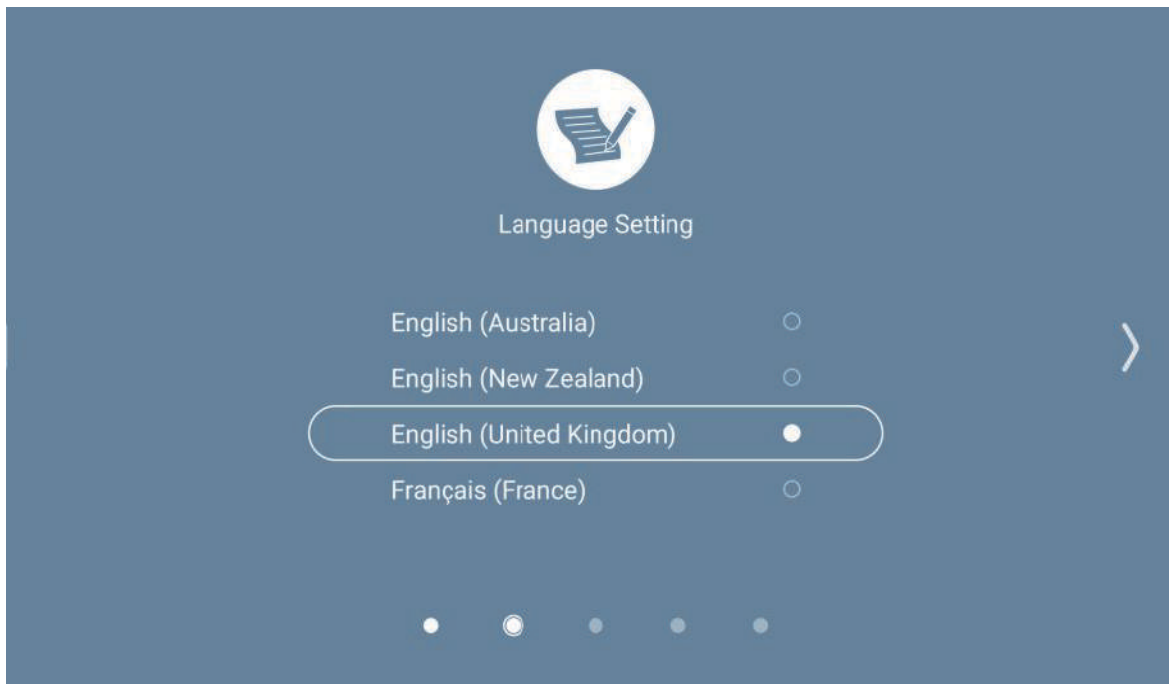 Language Setting
English (Australia)
English (New Zealand)
English (United Kingdom)
Français (France)